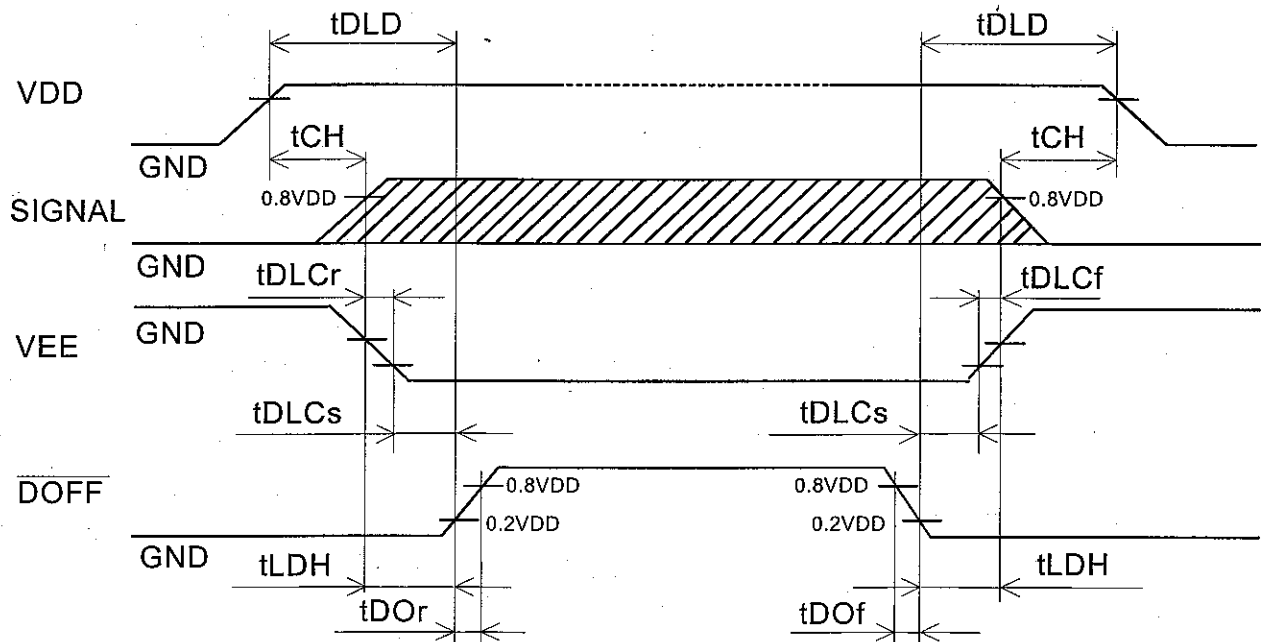 tDLD tDLD
VDD
tCH tCH
GND
0.8VDD 0.8VDD
SIGNAL
GND
tDLCr tDLCf
GND
VEE
tDLCs tDLCs
DOFF
0.8VDD 0.8VDD
0.2VDD 0.2VDD
GND
tLDH tLDH
tDOr tDOf